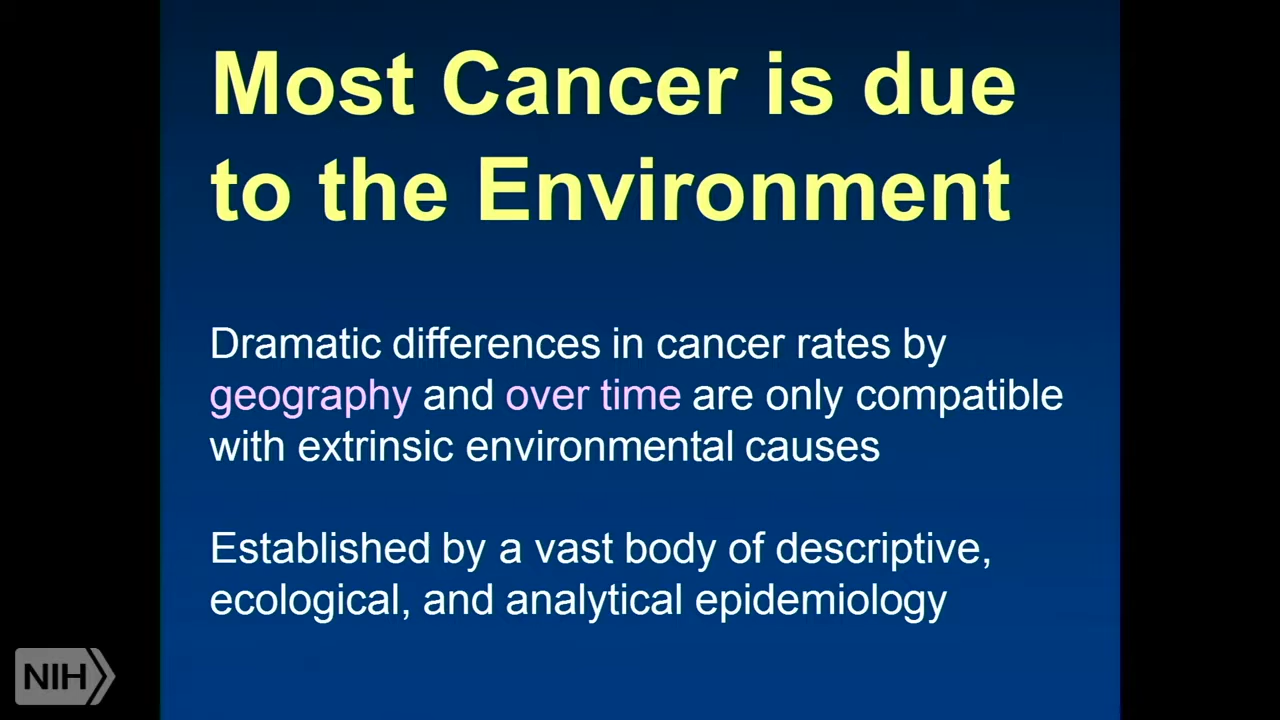 Most Cancer is due
to the Environment
Dramatic differences in cancer rates by
geography and over time are only compatible
with extrinsic environmental causes
Established by a vast body of descriptive,
ecological, and analytical epidemiology
NIH